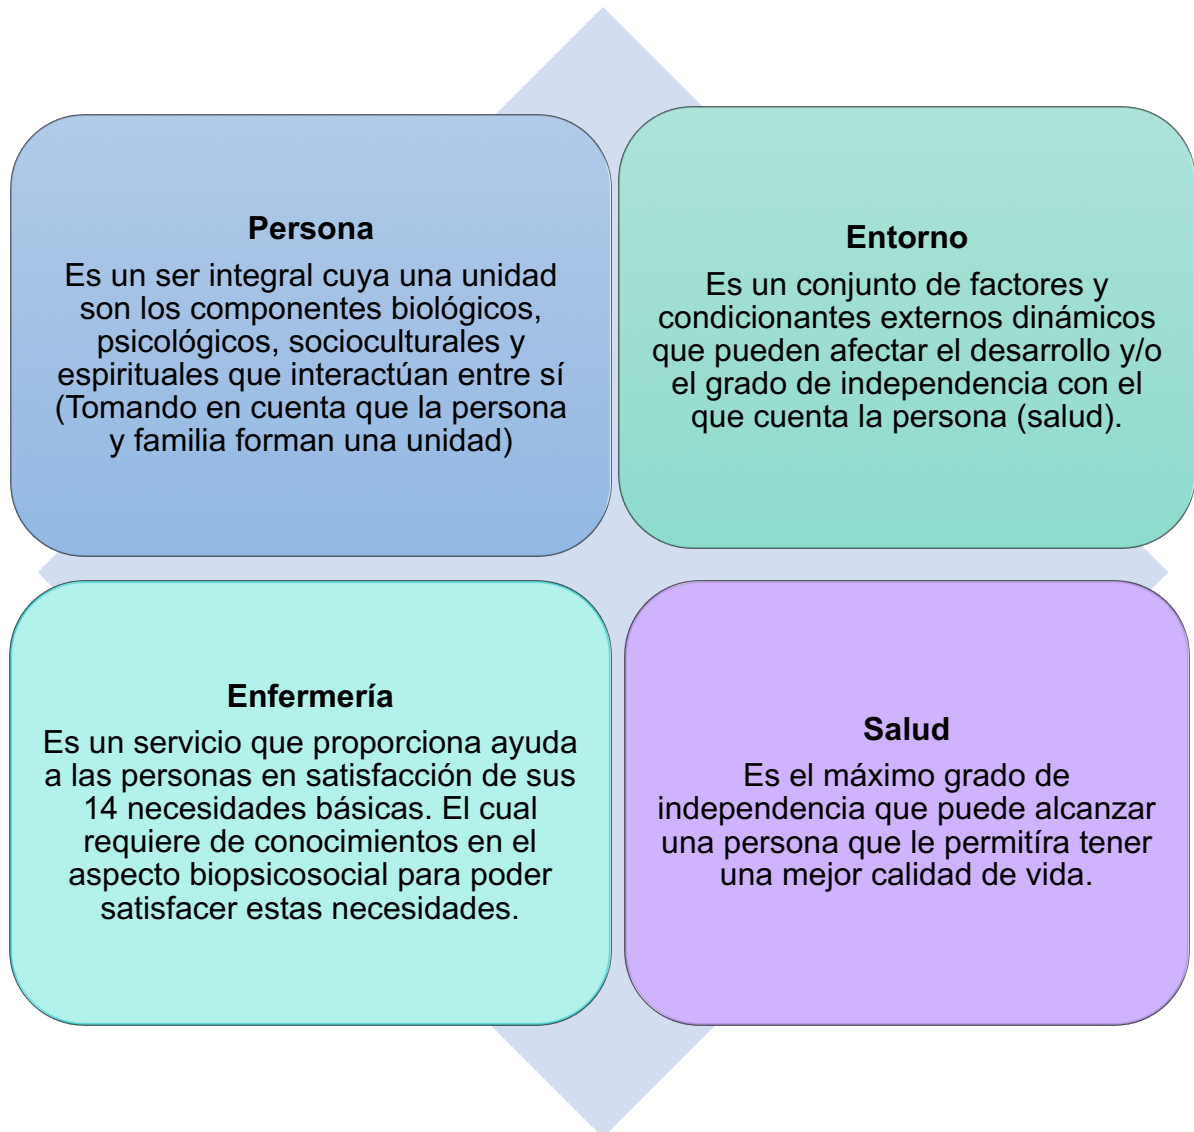 Persona
Es un ser integral cuya una unidad
son los componentes biológicos,
psicológicos, socioculturales y
espirituales que interactúan entre sí
(Tomando en cuenta que la persona
y familia forman una unidad)
Entorno
Es un conjunto de factores y
condicionantes externos dinámicos
que pueden afectar el desarrollo y/o
el grado de independencia con el
que cuenta la persona (salud).
Enfermería
Es un servicio que proporciona ayuda
a las personas en satisfacción de sus
14 necesidades básicas. El cual
requiere de conocimientos en el
aspecto biopsicosocial para poder
satisfacer estas necesidades.
Salud
Es el máximo grado de
independencia que puede alcanzar
una persona que le permitíra tener
una mejor calidad de vida.